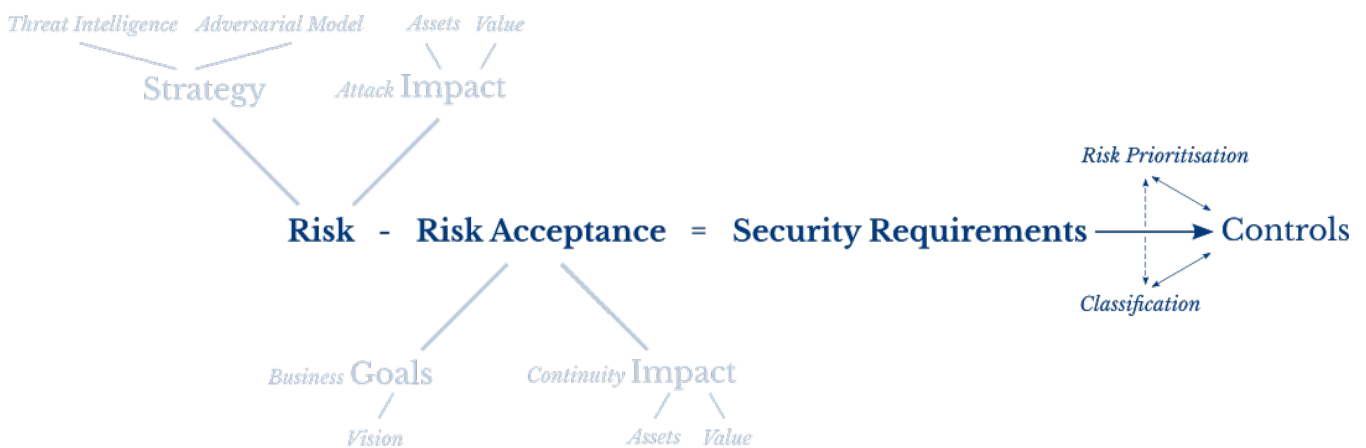 Threat Intelligence Adversarial Model Assets Value
Strategy Attack Impact
Risk Prioritisation
Risk - Risk Acceptance = Security Requirements Controls
Classification
Business Goals Continuity Impact
Vision Assets Value